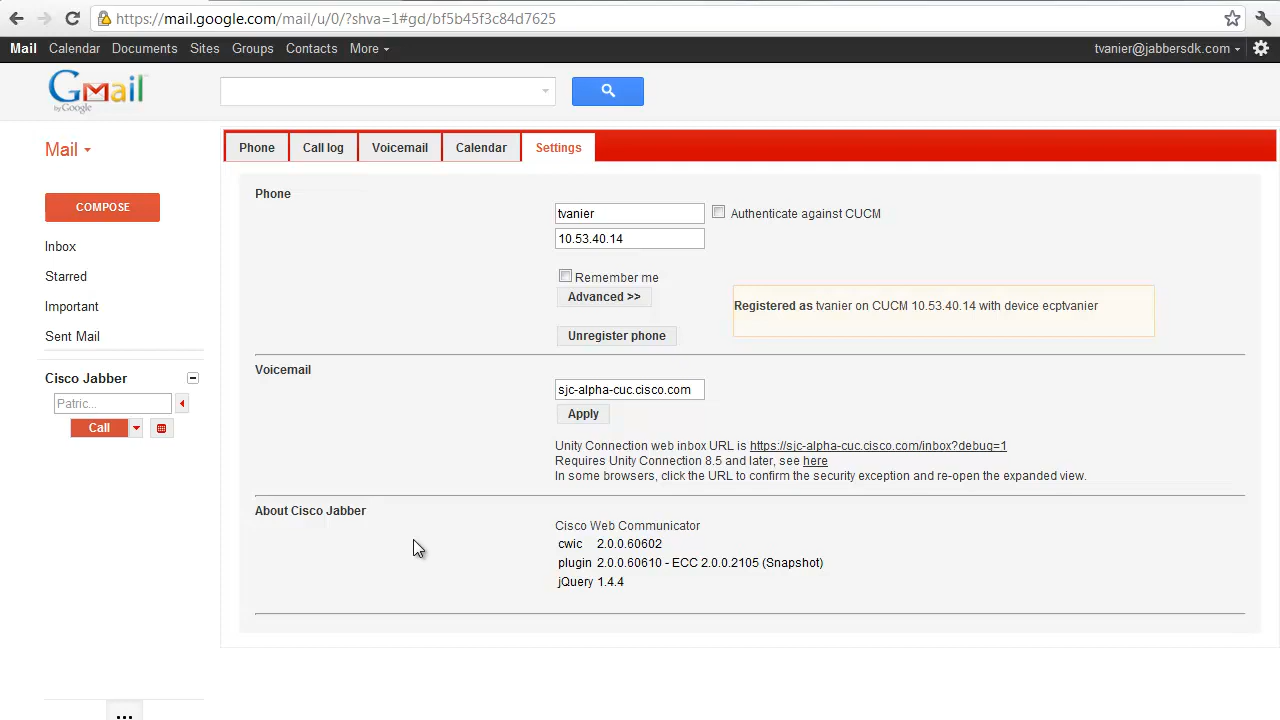 https://mail.google.com/mail/u/0/?shva=1#gd/bf5b45f3c84d7625
Mail Calendar Documents Sites Groups Contacts More tvanier@jabbersdk.com
Gmail
by Google
Mail
Phone Call log Voicemail Calendar Settings
COMPOSE
Inbox
Starred
Important
Sent Mail
Cisco Jabber
Patric...
Call
Phone
tvanier Authenticate against CUCM
10.53.40.14
Remember me
Advanced >>
Registered as tvanier on CUCM 10.53.40.14 with device ecptvanier
Unregister phone
Voicemail
sjc-alpha-cuc.cisco.com
Apply
Unity Connection web inbox URL is https://sjc-alpha-cuc.cisco.com/inbox?debug=1
Requires Unity Connection 8.5 and later, see here
In some browsers, click the URL to confirm the security exception and re-open the expanded view.
About Cisco Jabber
Cisco Web Communicator
cwic 2.0.0.60602
plugin 2.0.0.60610 - ECC 2.0.0.2105 (Snapshot)
jQuery 1.4.4